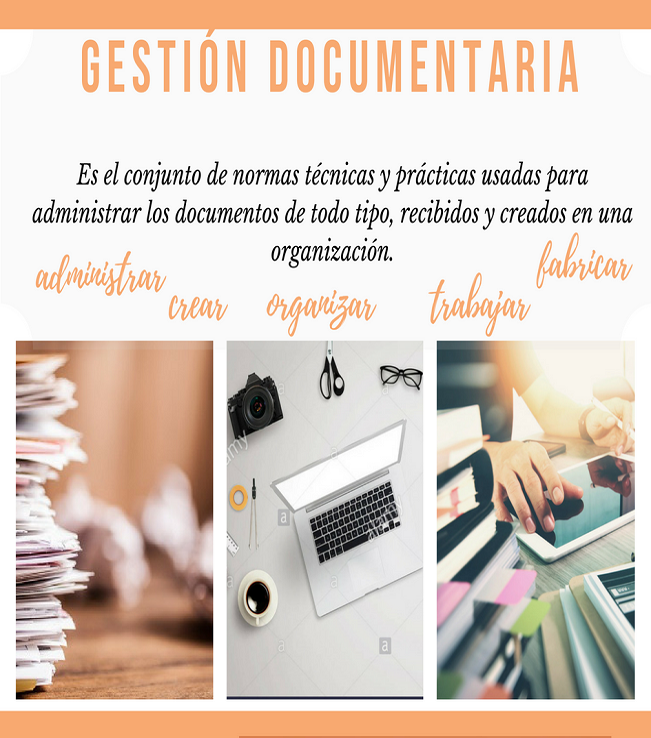 GESTIÓN DOCUMENTARIA
Es el conjunto de normas técnicas y prácticas usadas para
administrar los documentos de todo tipo, recibidos y creados en una
organización.
administrar
crear
organizar
trabajar
fabricar
alamy
a
a
a